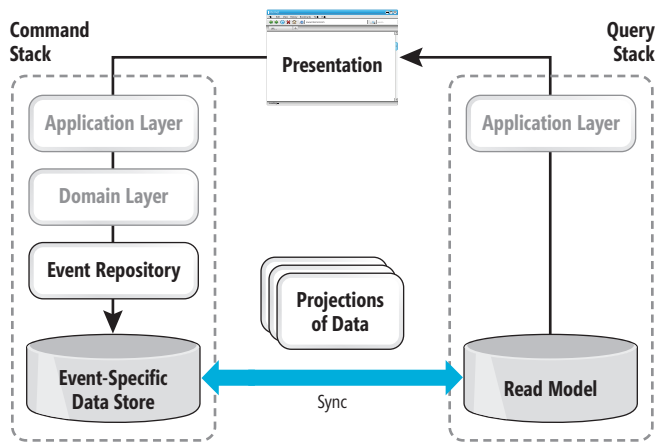 Command
Stack
Presentation
Query
Stack
Application Layer
Application Layer
Domain Layer
Event Repository
Projections
of Data
Event-Specific
Data Store
Sync
Read Model